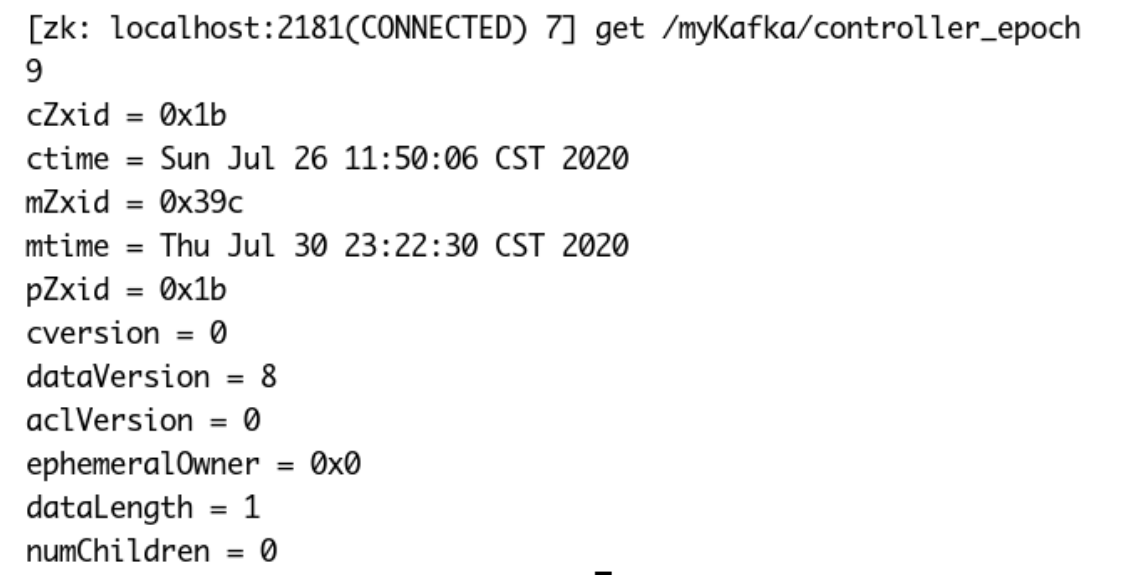 [zk: localhost:2181(CONNECTED) 7] get /myKafka/controller_epoch
9
cZxid = 0x1b
ctime = Sun Jul 26 11:50:06 CST 2020
mZxid = 0x39c
mtime = Thu Jul 30 23:22:30 CST 2020
pZxid = 0x1b
cversion = 0
dataVersion = 8
aclVersion = 0
ephemeralOwner = 0x0
dataLength = 1
numChildren = 0